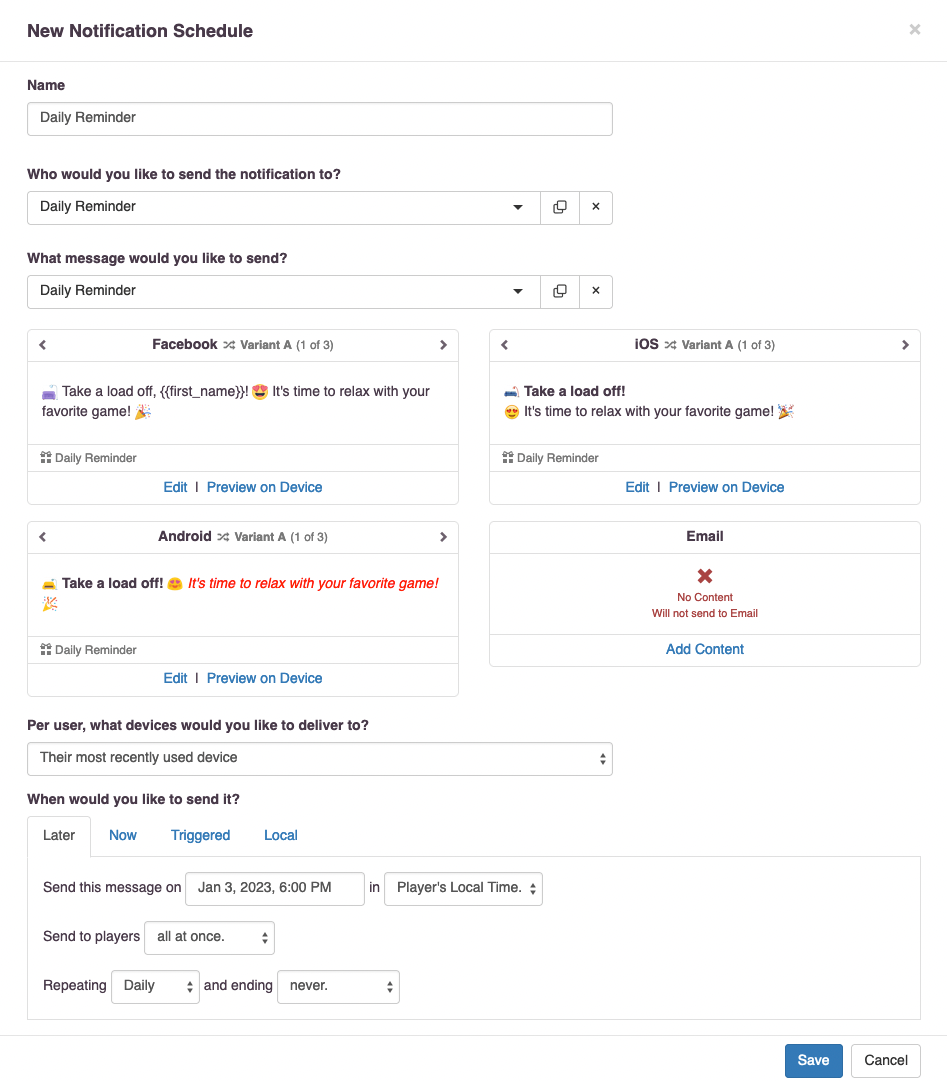 New Notification Schedule ×
Name
Daily Reminder
Who would you like to send the notification to?
Daily Reminder ×
What message would you like to send?
Daily Reminder ×
Facebook Variant A (1 of 3)
🛋️ Take a load off, {{first_name}}! 😍 It's time to relax with your
favorite game! 🎉
Daily Reminder
Edit | Preview on Device
iOS Variant A (1 of 3)
🛋️ Take a load off!
😍 It's time to relax with your favorite game! 🎉
Daily Reminder
Edit | Preview on Device
Android Variant A (1 of 3)
🛋️ Take a load off! 😍 It's time to relax with your favorite game!
🎉
Daily Reminder
Edit | Preview on Device
Email
No Content
Will not send to Email
Add Content
Per user, what devices would you like to deliver to?
Their most recently used device
When would you like to send it?
Later Now Triggered Local
Send this message on Jan 3, 2023, 6:00 PM in Player's Local Time.
Send to players all at once.
Repeating Daily and ending never.
Save Cancel